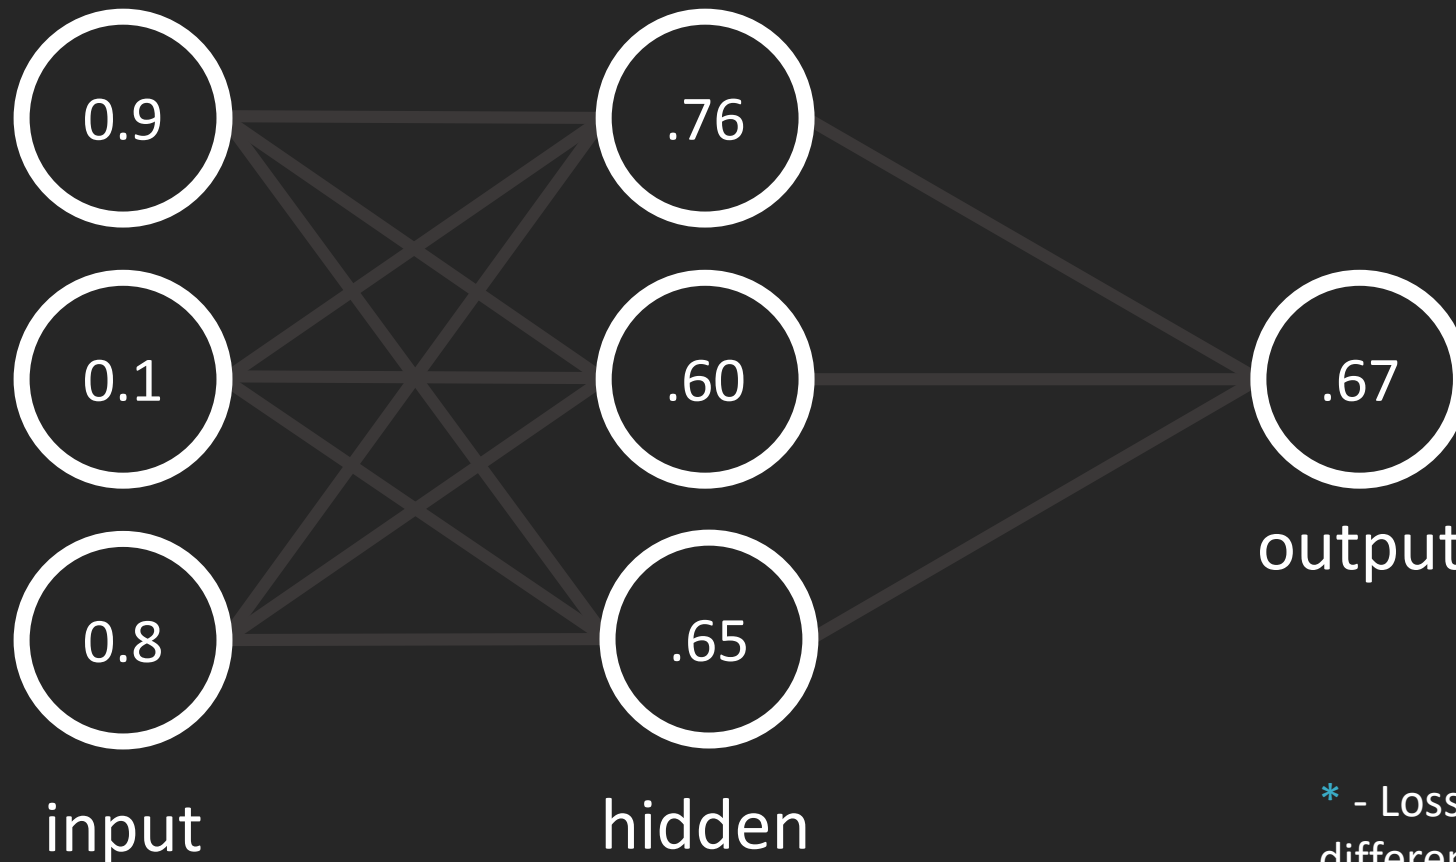 0.9 .76
0.1 .60 .67
output
0.8 .65
* - Loss
differen
input hidden